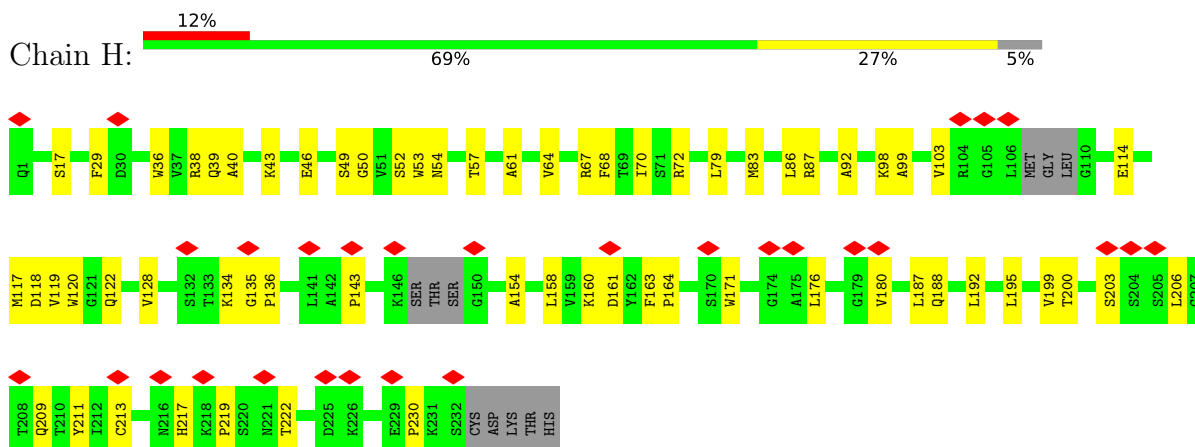 12%
Chain H:
69% 27% 5%
Q1 D30 R104 G105 L106
S17 F29 D30 W36 V37 R38 Q39 A40 K43 E46 S49 G50 V51 S52 W53 N54 T57 A61 V64 R67 F68 T69 I70 S71 R72 L79 M83 L86 R87 A92 K98 A99 V103 R104 G105 L106 MET GLY LEU G110 E114
M117 D118 V119 W120 G121 Q122 V128 S132 T133 K134 G135 P136 L141 A142 P143 K146 SER THR SER G150 A154 L158 V159 K160 D161 Y162 F163 P164 S170 W171 G174 A175 L176 G179 V180 L187 Q188 L192 L195 V199 T200 S203 S204 S205 L206
T208 Q209 T210 Y211 I212 C213 N216 H217 K218 P219 S220 N221 T222 D225 K226 E229 P230 K231 S232 CYS ASP LYS THR HIS